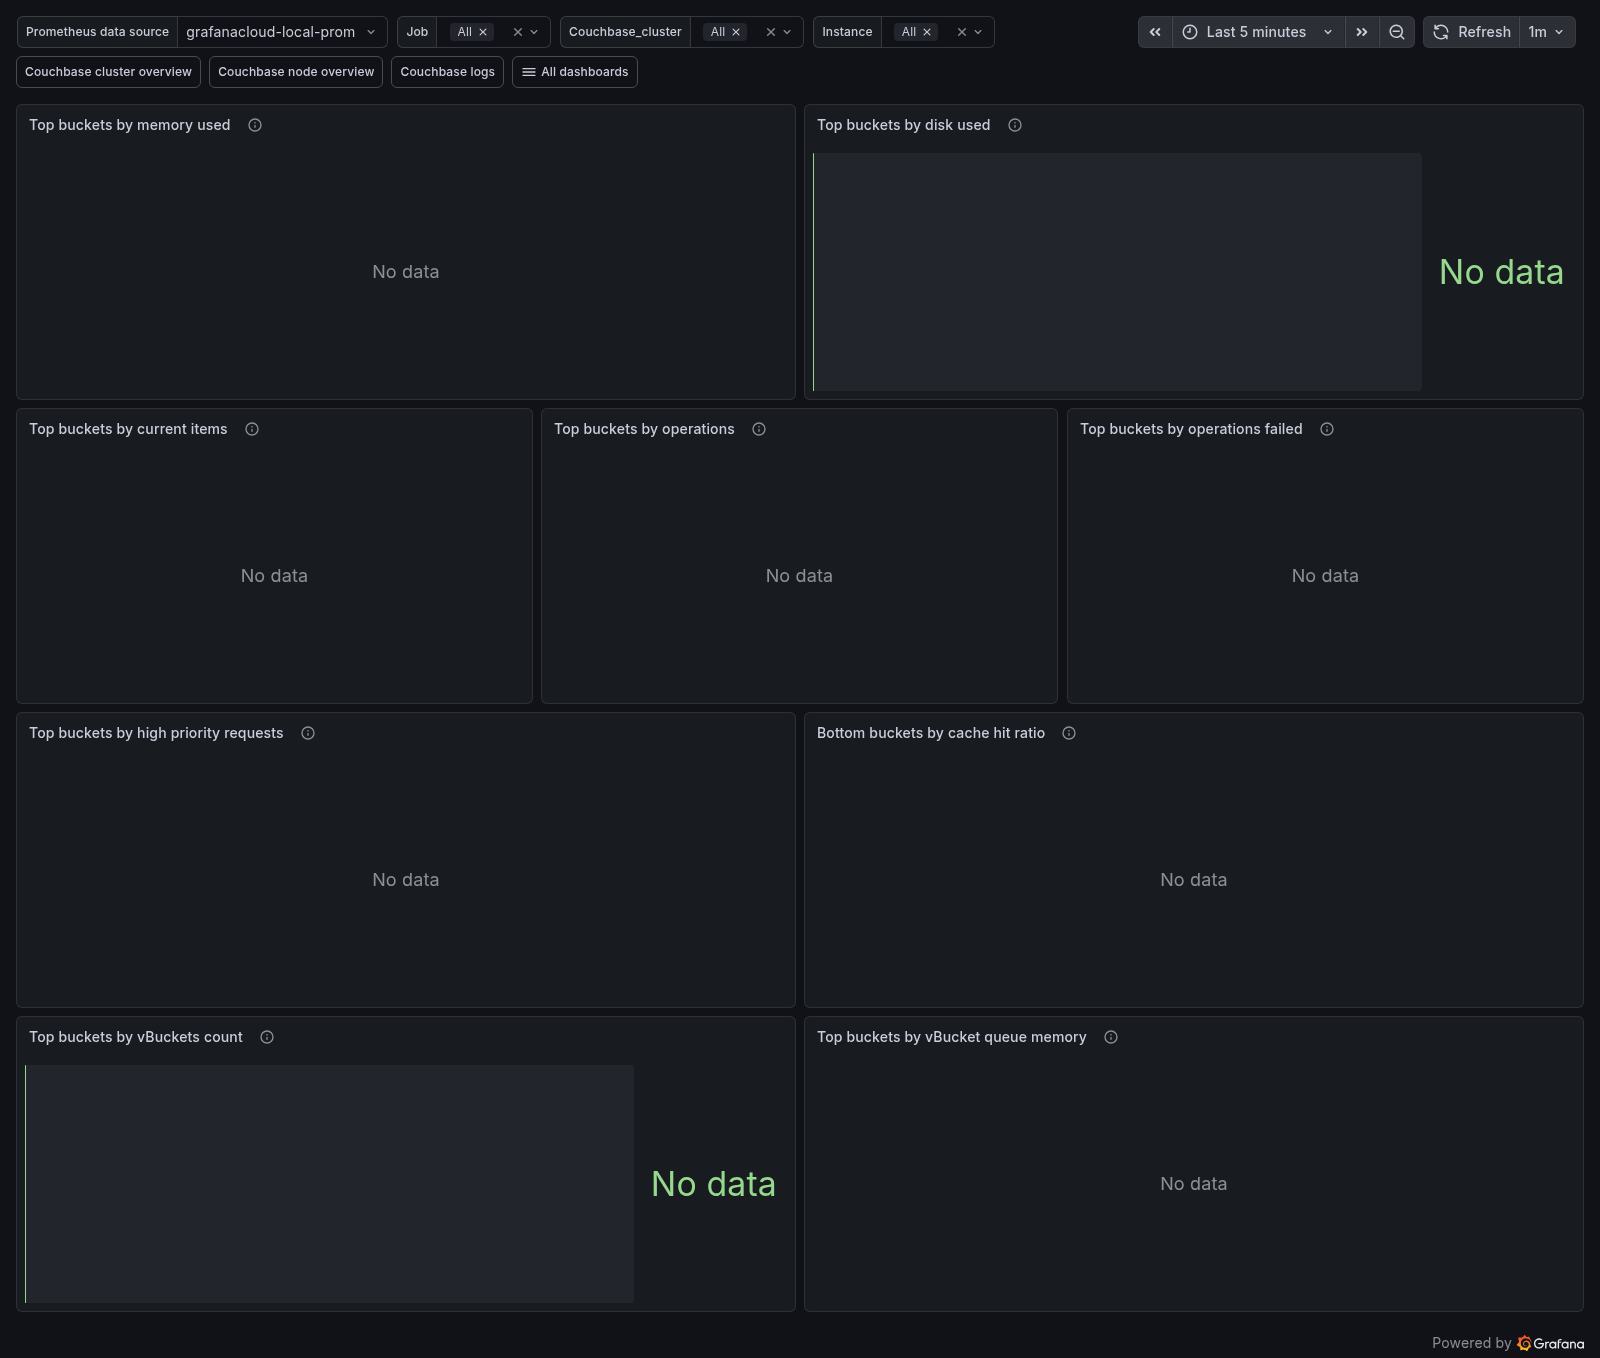 Prometheus data source grafanacloud-local-prom Job All Couchbase_cluster All Instance All Last 5 minutes Refresh 1m
Couchbase cluster overview Couchbase node overview Couchbase logs All dashboards
Top buckets by memory used Top buckets by disk used
No data No data
Top buckets by current items Top buckets by operations Top buckets by operations failed
No data No data No data
Top buckets by high priority requests Bottom buckets by cache hit ratio
No data No data
Top buckets by vBuckets count Top buckets by vBucket queue memory
No data No data
Powered by Grafana